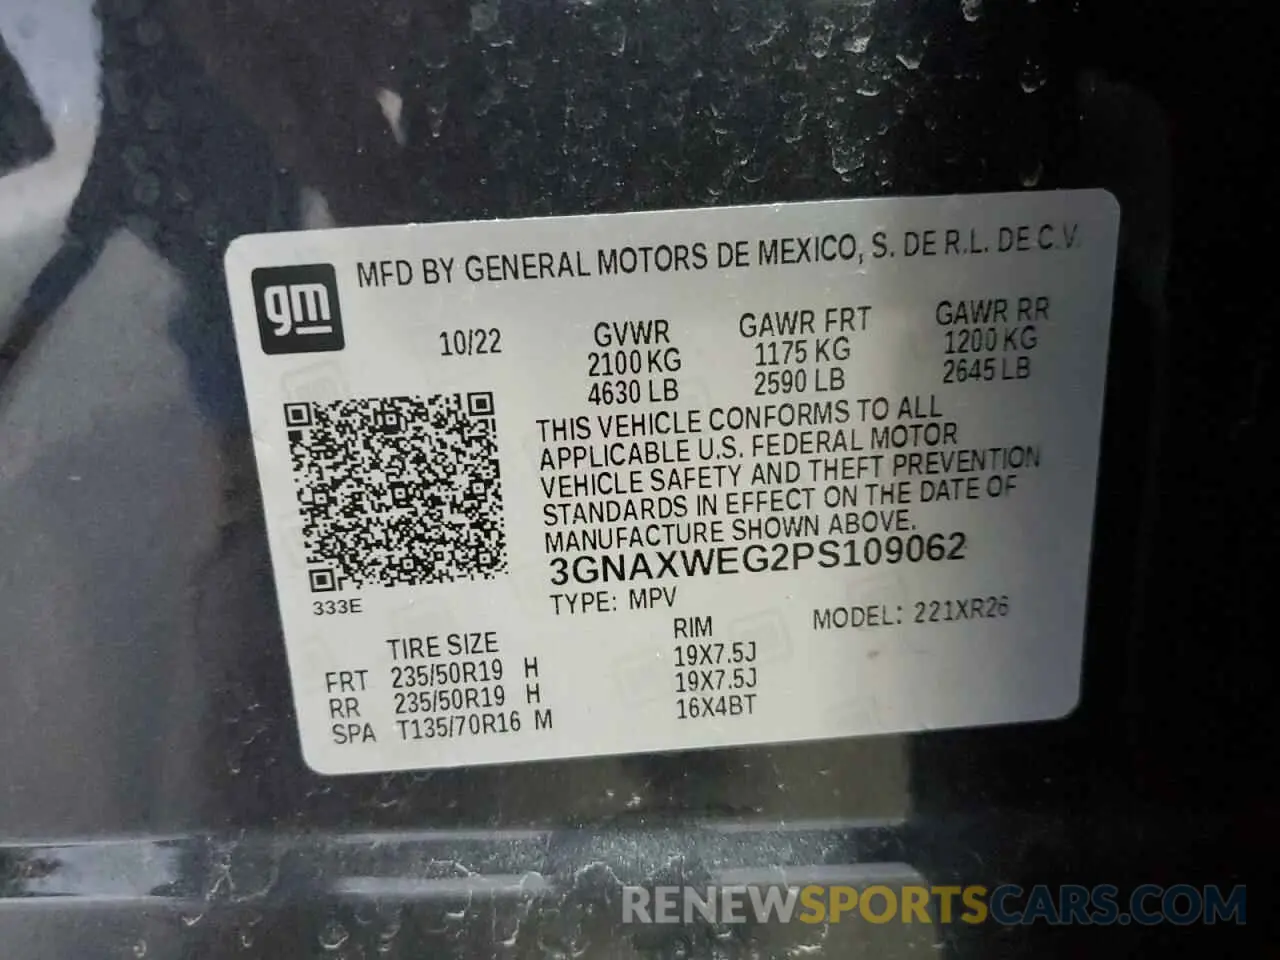 gm
MFD BY GENERAL MOTORS DE MEXICO, S. DE R.L. DE C.V.
10/22
GVWR GAWR FRT GAWR RR
2100 KG 1175 KG 1200 KG
4630 LB 2590 LB 2645 LB
THIS VEHICLE CONFORMS TO ALL
APPLICABLE U.S. FEDERAL MOTOR
VEHICLE SAFETY AND THEFT PREVENTION
STANDARDS IN EFFECT ON THE DATE OF
MANUFACTURE SHOWN ABOVE.
3GNAXWEG2PS109062
333E
TYPE: MPV
MODEL: 221XR26
TIRE SIZE RIM
FRT 235/50R19 H 19X7.5J
RR 235/50R19 H 19X7.5J
SPA T135/70R16 M 16X4BT
RENEWSPORTSCARS.COM